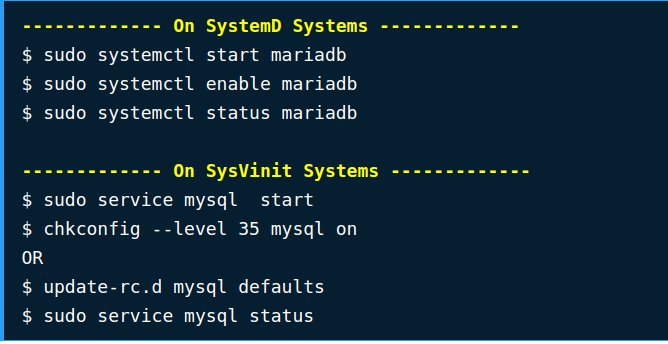 ------------- On SystemD Systems -------------
$ sudo systemctl start mariadb
$ sudo systemctl enable mariadb
$ sudo systemctl status mariadb

------------- On SysVinit Systems -------------
$ sudo service mysql  start
$ chkconfig --level 35 mysql on
OR
$ update-rc.d mysql defaults
$ sudo service mysql status